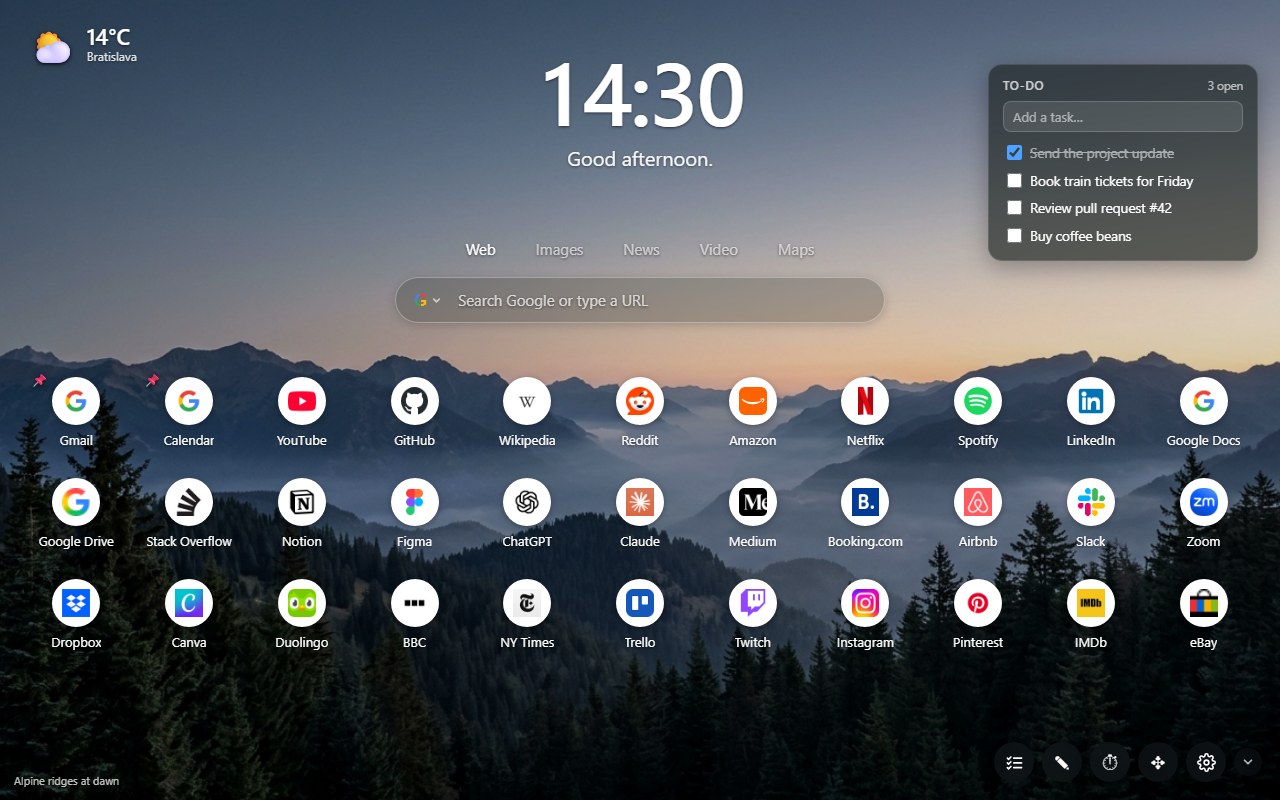 14°C
Bratislava
14:30
Good afternoon.
TO-DO
3 open
Add a task...
Send the project update
Book train tickets for Friday
Review pull request #42
Buy coffee beans
Web Images News Video Maps
Search Google or type a URL
W
N
in
Gmail Calendar YouTube GitHub Wikipedia Reddit Amazon Netflix Spotify LinkedIn Google Docs
N
Me
B.
zm
Google Drive Stack Overflow Notion Figma ChatGPT Claude Medium Booking.com Airbnb Slack Zoom
C
T
IMDb
Dropbox Canva Duolingo BBC NY Times Trello Twitch Instagram Pinterest IMDb eBay
Alpine ridges at dawn